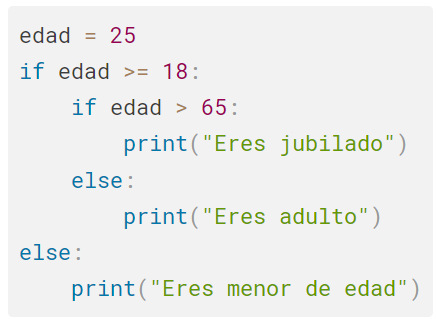 edad = 25
if edad >= 18:
    if edad > 65:
        print("Eres jubilado")
    else:
        print("Eres adulto")
else:
    print("Eres menor de edad")